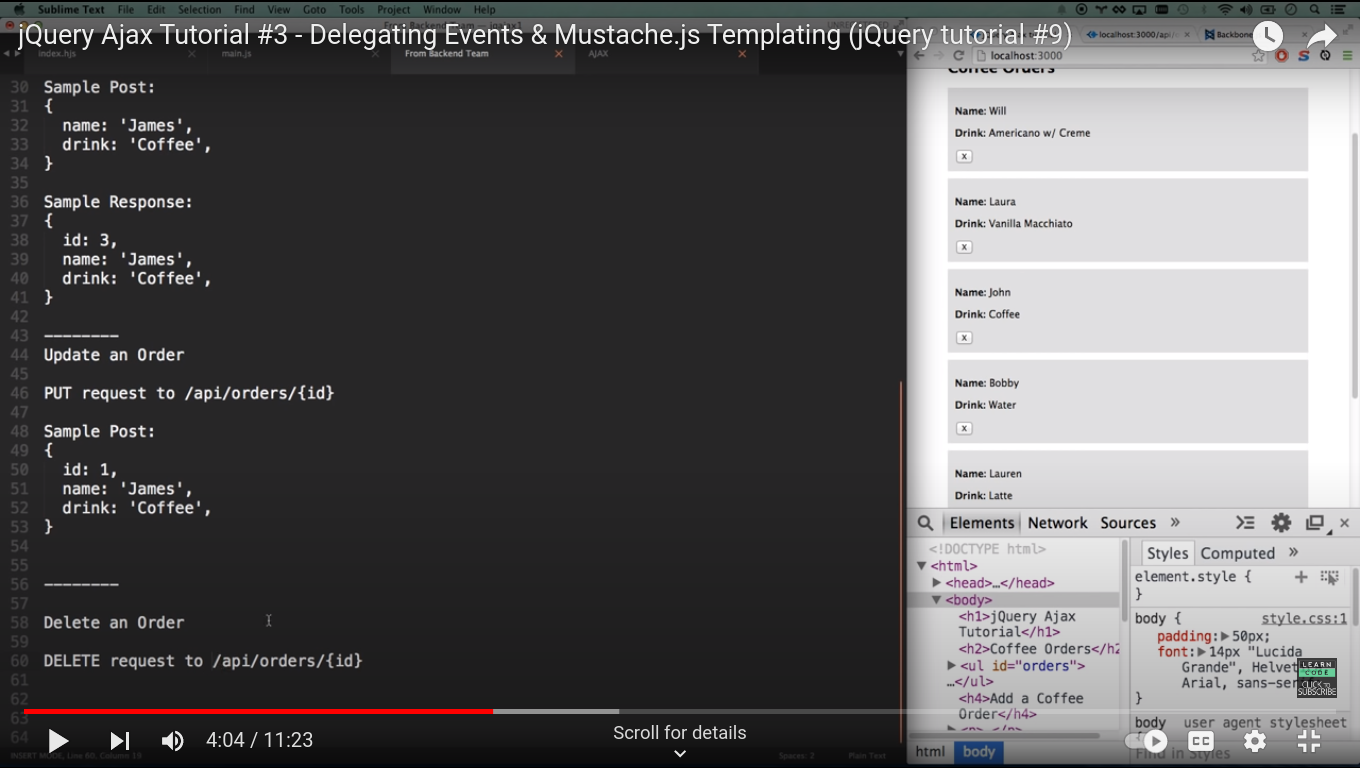 Sublime Text File Edit Selection Find View Goto Tools Project Window Help
jQuery Ajax Tutorial #3 - Delegating Events & Mustache.js Templating (jQuery tutorial #9)
index.hjs main.js From Backend Team AJAX
30 Sample Post:
31 {
32 name: 'James',
33 drink: 'Coffee',
34 }
35
36 Sample Response:
37 {
38 id: 3,
39 name: 'James',
40 drink: 'Coffee',
41 }
42
43 --------
44 Update an Order
45
46 PUT request to /api/orders/{id}
47
48 Sample Post:
49 {
50 id: 1,
51 name: 'James',
52 drink: 'Coffee',
53 }
54
55
56 --------
57
58 Delete an Order
59
60 DELETE request to /api/orders/{id}
61
62
63
64
INSERT MODE, Line 60, Column 18 Spaces: 2 Plain Text
localhost:3000/api/ Backbone
localhost:3000
Coffee Orders
Name: Will
Drink: Americano w/ Creme
x
Name: Laura
Drink: Vanilla Macchiato
x
Name: John
Drink: Coffee
x
Name: Bobby
Drink: Water
x
Name: Lauren
Drink: Latte
Elements Network Sources »
<!DOCTYPE html>
▼<html>
▶<head>…</head>
▼<body>
<h1>jQuery Ajax
Tutorial</h1>
<h2>Coffee Orders</h2
▶<ul id="orders">
…</ul>
<h4>Add a Coffee
Order</h4>
▶<p>…</p>
html body
Styles Computed »
element.style {
}
body { style.css:1
padding:▶50px;
font:▶14px "Lucida
Grande", Helvet
Arial, sans-ser
}
body user agent stylesheet
Find in Styles
LEARN
CODE
CLICK TO
SUBSCRIBE
4:04 / 11:23
Scroll for details
CC